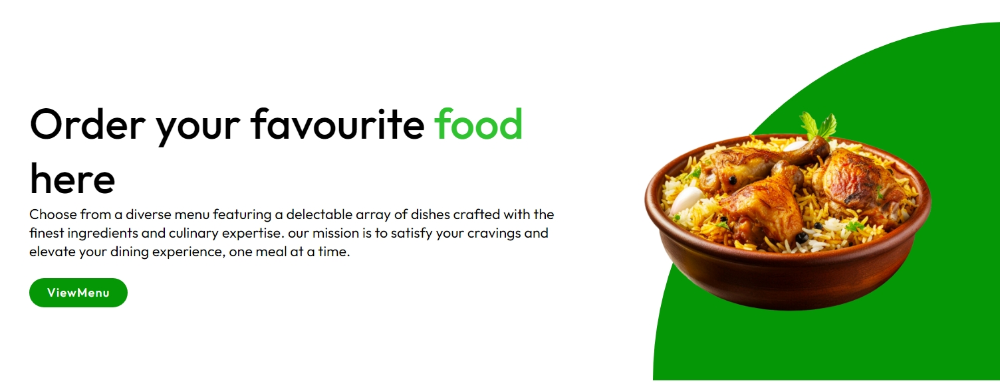 Order your favourite food
here
Choose from a diverse menu featuring a delectable array of dishes crafted with the
finest ingredients and culinary expertise. our mission is to satisfy your cravings and
elevate your dining experience, one meal at a time.
ViewMenu